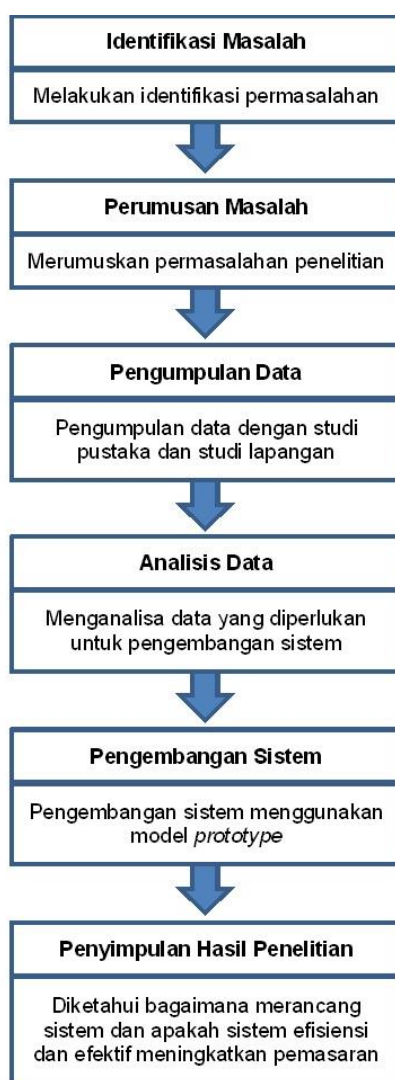 Identifikasi Masalah
Melakukan identifikasi permasalahan
Perumusan Masalah
Merumuskan permasalahan penelitian
Pengumpulan Data
Pengumpulan data dengan studi
pustaka dan studi lapangan
Analisis Data
Menganalisa data yang diperlukan
untuk pengembangan sistem
Pengembangan Sistem
Pengembangan sistem menggunakan
model prototype
Penyimpulan Hasil Penelitian
Diketahui bagaimana merancang
sistem dan apakah sistem efisiensi
dan efektif meningkatkan pemasaran